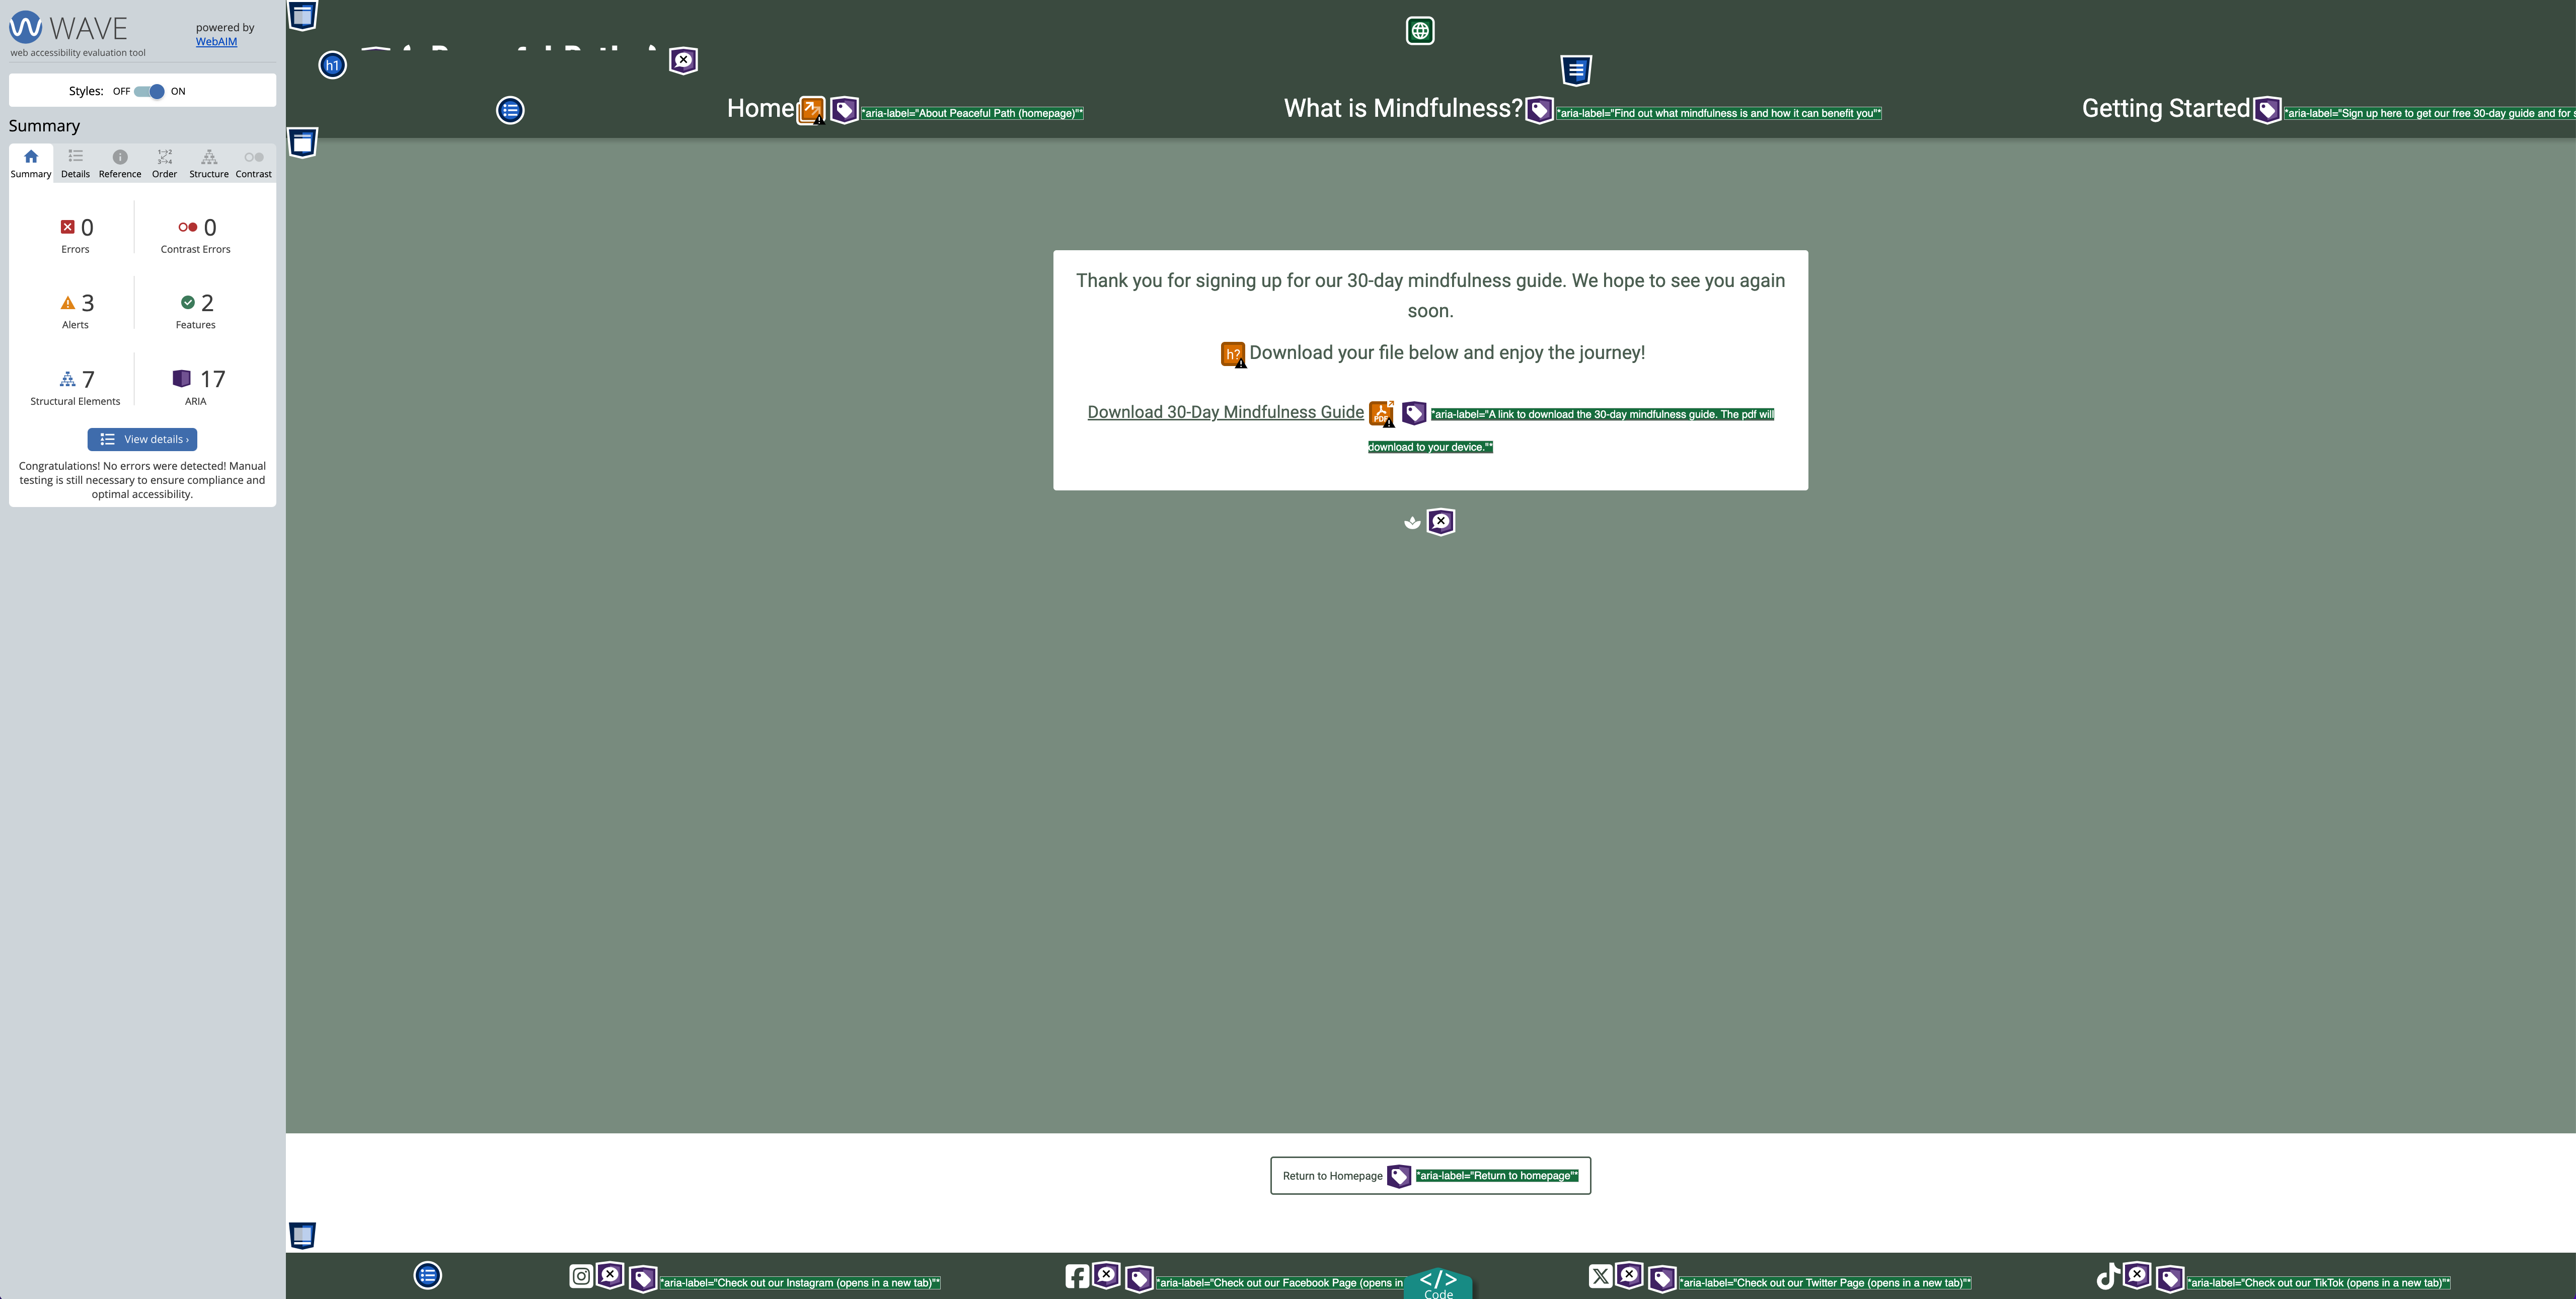 WAVE
powered by
WebAIM
web accessibility evaluation tool
Styles: OFF ON
Summary
Summary Details Reference Order Structure Contrast
0 0
Errors Contrast Errors
3 2
Alerts Features
7 17
Structural Elements ARIA
View details ›
Congratulations! No errors were detected! Manual
testing is still necessary to ensure compliance and
optimal accessibility.
h1
Home *aria-label="About Peaceful Path (homepage)"* What is Mindfulness? *aria-label="Find out what mindfulness is and how it can benefit you"* Getting Started *aria-label="Sign up here to get our free 30-day guide and for s
Thank you for signing up for our 30-day mindfulness guide. We hope to see you again
soon.
h? Download your file below and enjoy the journey!
Download 30-Day Mindfulness Guide PDF *aria-label="A link to download the 30-day mindfulness guide. The pdf will
download to your device."*
Return to Homepage *aria-label="Return to homepage"*
*aria-label="Check out our Instagram (opens in a new tab)"* *aria-label="Check out our Facebook Page (opens in *aria-label="Check out our Twitter Page (opens in a new tab)"* *aria-label="Check out our TikTok (opens in a new tab)"*
</> Code